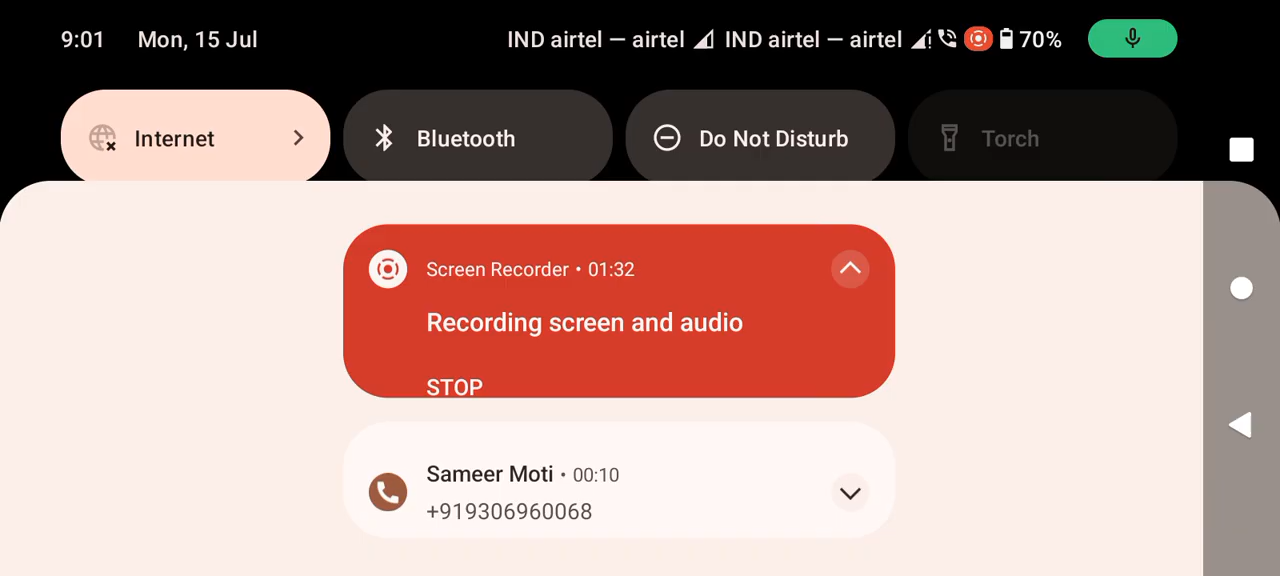 9:01 Mon, 15 Jul IND airtel — airtel IND airtel — airtel 70%
Internet Bluetooth Do Not Disturb Torch
Screen Recorder • 01:32
Recording screen and audio
STOP
Sameer Moti • 00:10
+919306960068